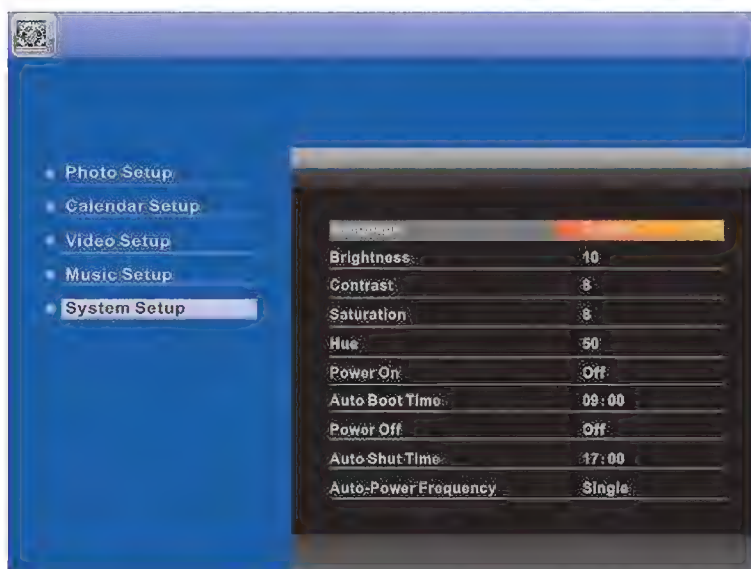 Photo Setup
Calendar Setup
Video Setup
Music Setup
System Setup
Brightness 10
Contrast 8
Saturation 8
Hue 50
Power On Off
Auto Boot Time 09:00
Power Off Off
Auto Shut Time 17:00
Auto-Power Frequency Single